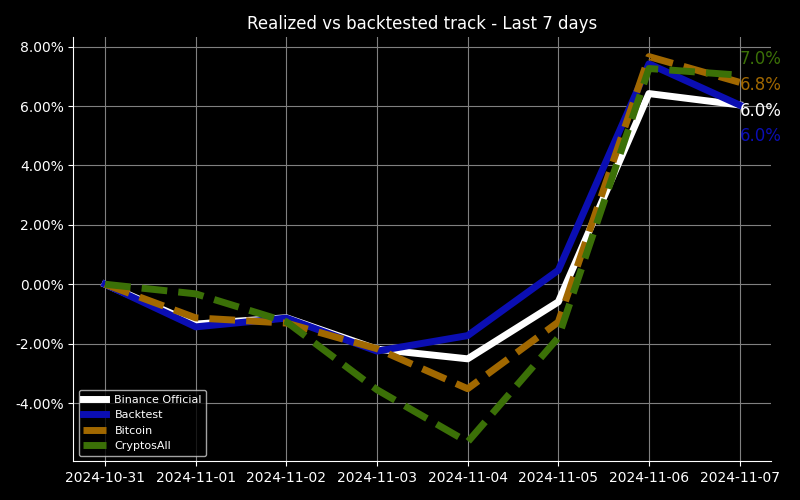 Realized vs backtested track - Last 7 days
8.00%
6.00%
4.00%
2.00%
0.00%
-2.00%
-4.00%
7.0%
6.8%
6.0%
6.0%
Binance Official
Backtest
Bitcoin
CryptosAll
2024-10-31 2024-11-01 2024-11-02 2024-11-03 2024-11-04 2024-11-05 2024-11-06 2024-11-07